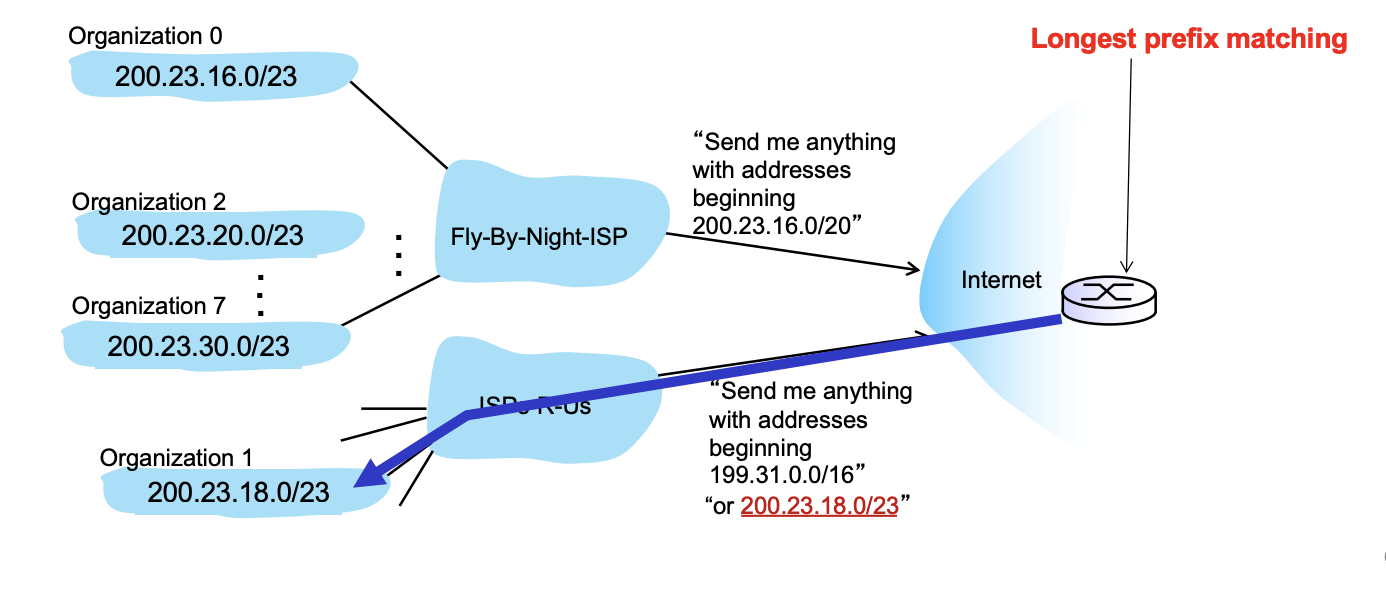 Organization 0
200.23.16.0/23
Organization 2
200.23.20.0/23
Organization 7
200.23.30.0/23
Organization 1
200.23.18.0/23
Fly-By-Night-ISP
ISPs-R-Us
“Send me anything
with addresses
beginning
200.23.16.0/20”
“Send me anything
with addresses
beginning
199.31.0.0/16”
“or 200.23.18.0/23”
Internet
Longest prefix matching